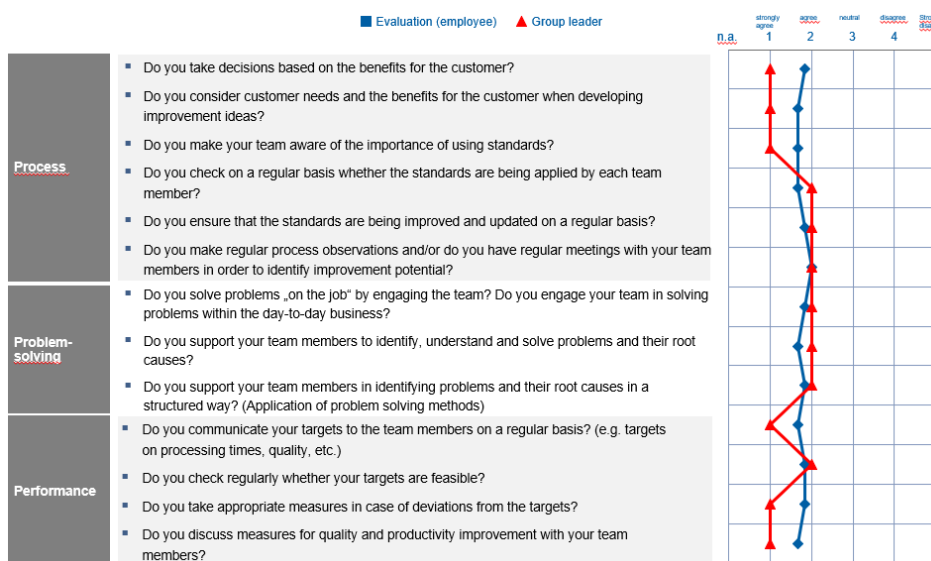 Evaluation (employee) Group leader
strongly
agree
agree
neutral
disagree
n.a. 1 2 3 4
Process
Do you take decisions based on the benefits for the customer?
Do you consider customer needs and the benefits for the customer when developing
improvement ideas?
Do you make your team aware of the importance of using standards?
Do you check on a regular basis whether the standards are being applied by each team
member?
Do you ensure that the standards are being improved and updated on a regular basis?
Do you make regular process observations and/or do you have regular meetings with your team
members in order to identify improvement potential?
Problem-
solving
Do you solve problems „on the job“ by engaging the team? Do you engage your team in solving
problems within the day-to-day business?
Do you support your team members to identify, understand and solve problems and their root
causes?
Do you support your team members in identifying problems and their root causes in a
structured way? (Application of problem solving methods)
Performance
Do you communicate your targets to the team members on a regular basis? (e.g. targets
on processing times, quality, etc.)
Do you check regularly whether your targets are feasible?
Do you take appropriate measures in case of deviations from the targets?
Do you discuss measures for quality and productivity improvement with your team
members?